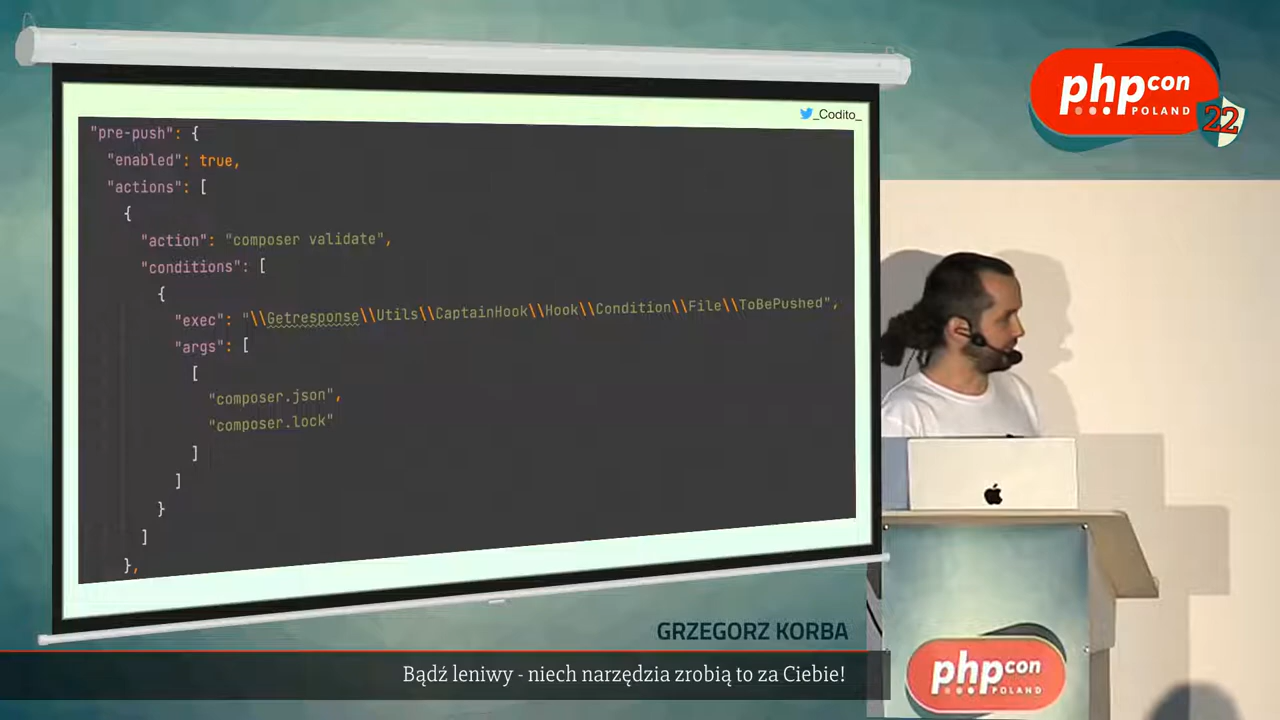 _Codito_
"pre-push": {
"enabled": true,
"actions": [
{
"action": "composer validate",
"conditions": [
{
"exec": "\\Getresponse\\Utils\\CaptainHook\\Hook\\Condition\\File\\ToBePushed",
"args": [
[
"composer.json",
"composer.lock"
]
]
}
]
},
php con
POLAND
22
GRZEGORZ KORBA
Bądź leniwy - niech narzędzia zrobią to za Ciebie!
php con
POLAND